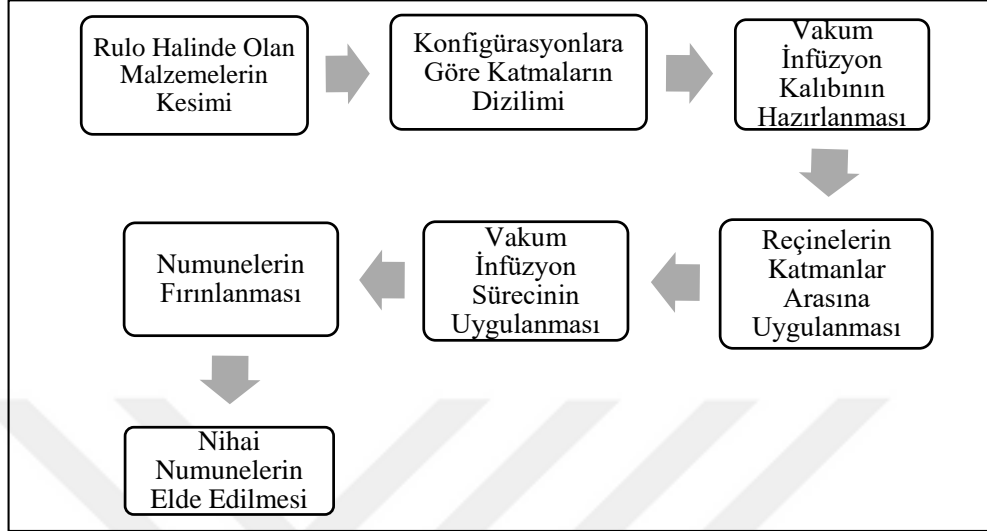 Rulo Halinde Olan
Malzemelerin
Kesimi
Konfigürasyonlara
Göre Katmaların
Dizilimi
Vakum
İnfüzyon
Kalıbının
Hazırlanması
Reçinelerin
Katmanlar
Arasına
Uygulanması
Vakum
İnfüzyon
Sürecinin
Uygulanması
Numunelerin
Fırınlanması
Nihai
Numunelerin
Elde Edilmesi